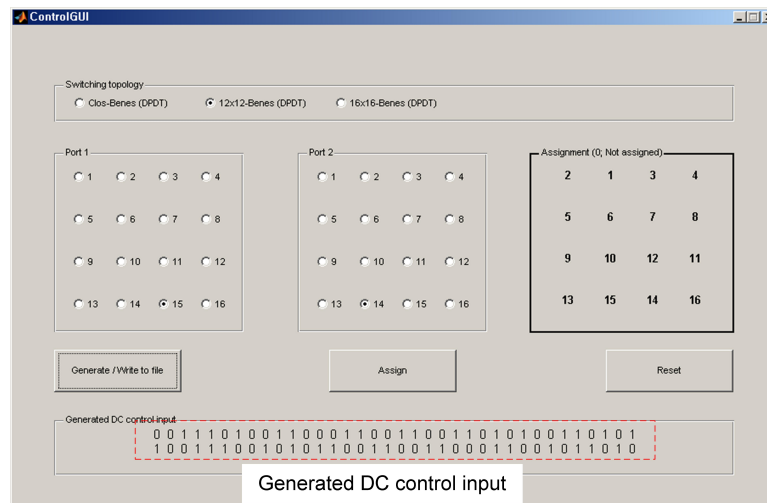 ControlGUI
Switching topology
Clos-Benes (DPDT) 12x12-Benes (DPDT) 16x16-Benes (DPDT)
Port 1 Port 2 Assignment (0; Not assigned)
1 2 3 4 1 2 3 4 2 1 3 4
5 6 7 8 5 6 7 8 5 6 7 8
9 10 11 12 9 10 11 12 9 10 12 11
13 14 15 16 13 14 15 16 13 15 14 16
Generate / Write to file Assign Reset
Generated DC control input
0 0 1 1 1 0 1 0 0 1 1 0 0 0 1 1 0 0 1 1 0 0 1 1 0 1 0 1 0 0 1 1 0 1 0 1
1 0 0 1 1 1 0 0 1 0 1 0 1 0 0 1 1 0 0 1 1 0 0 1 1 0 0 0 1 1 0 0 1 1 0 1 0
Generated DC control input